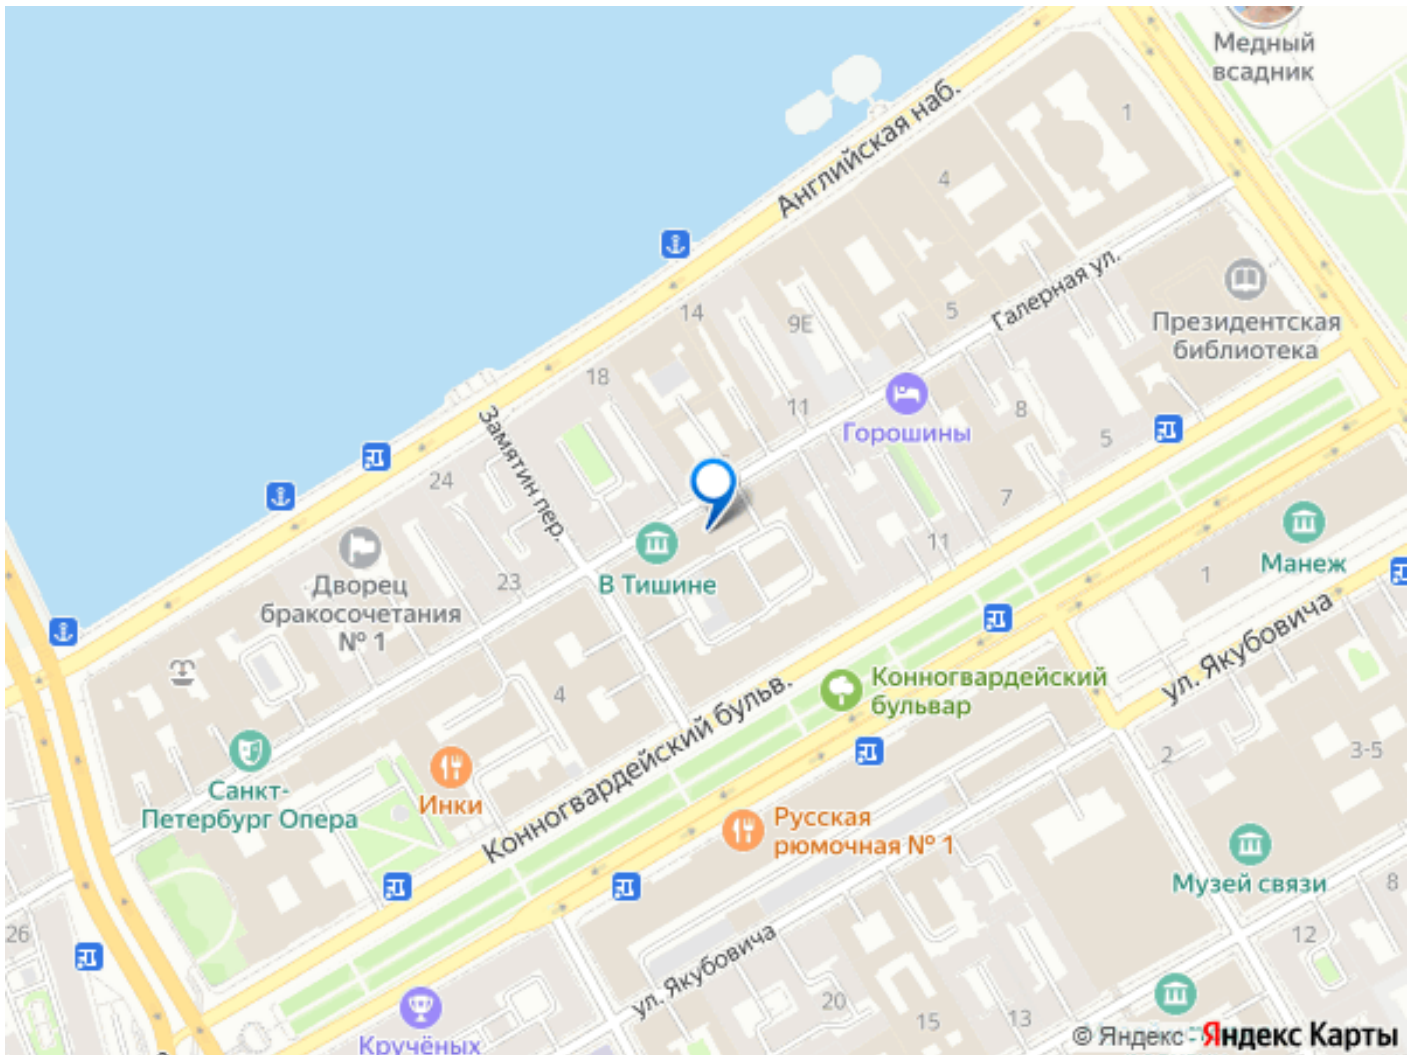 Медный
всадник
1
Английская наб.
4
Галерная ул.
Президентская
библиотека
14
9Е
5
18
11
Горошины
8
5
Замятин пер.
24
7
11
Манеж
1
В Тишине
23
Дворец
бракосочетания
№ 1
ул. Якубовича
Конногвардейский
бульвар
4
Конногвардейский бульв.
2
3-5
Санкт-
Петербург Опера
Инки
Русская
рюмочная № 1
Музей связи
8
26
12
ул. Якубовича
20
15
13
Кручёных
© Яндекс
Яндекс Карты